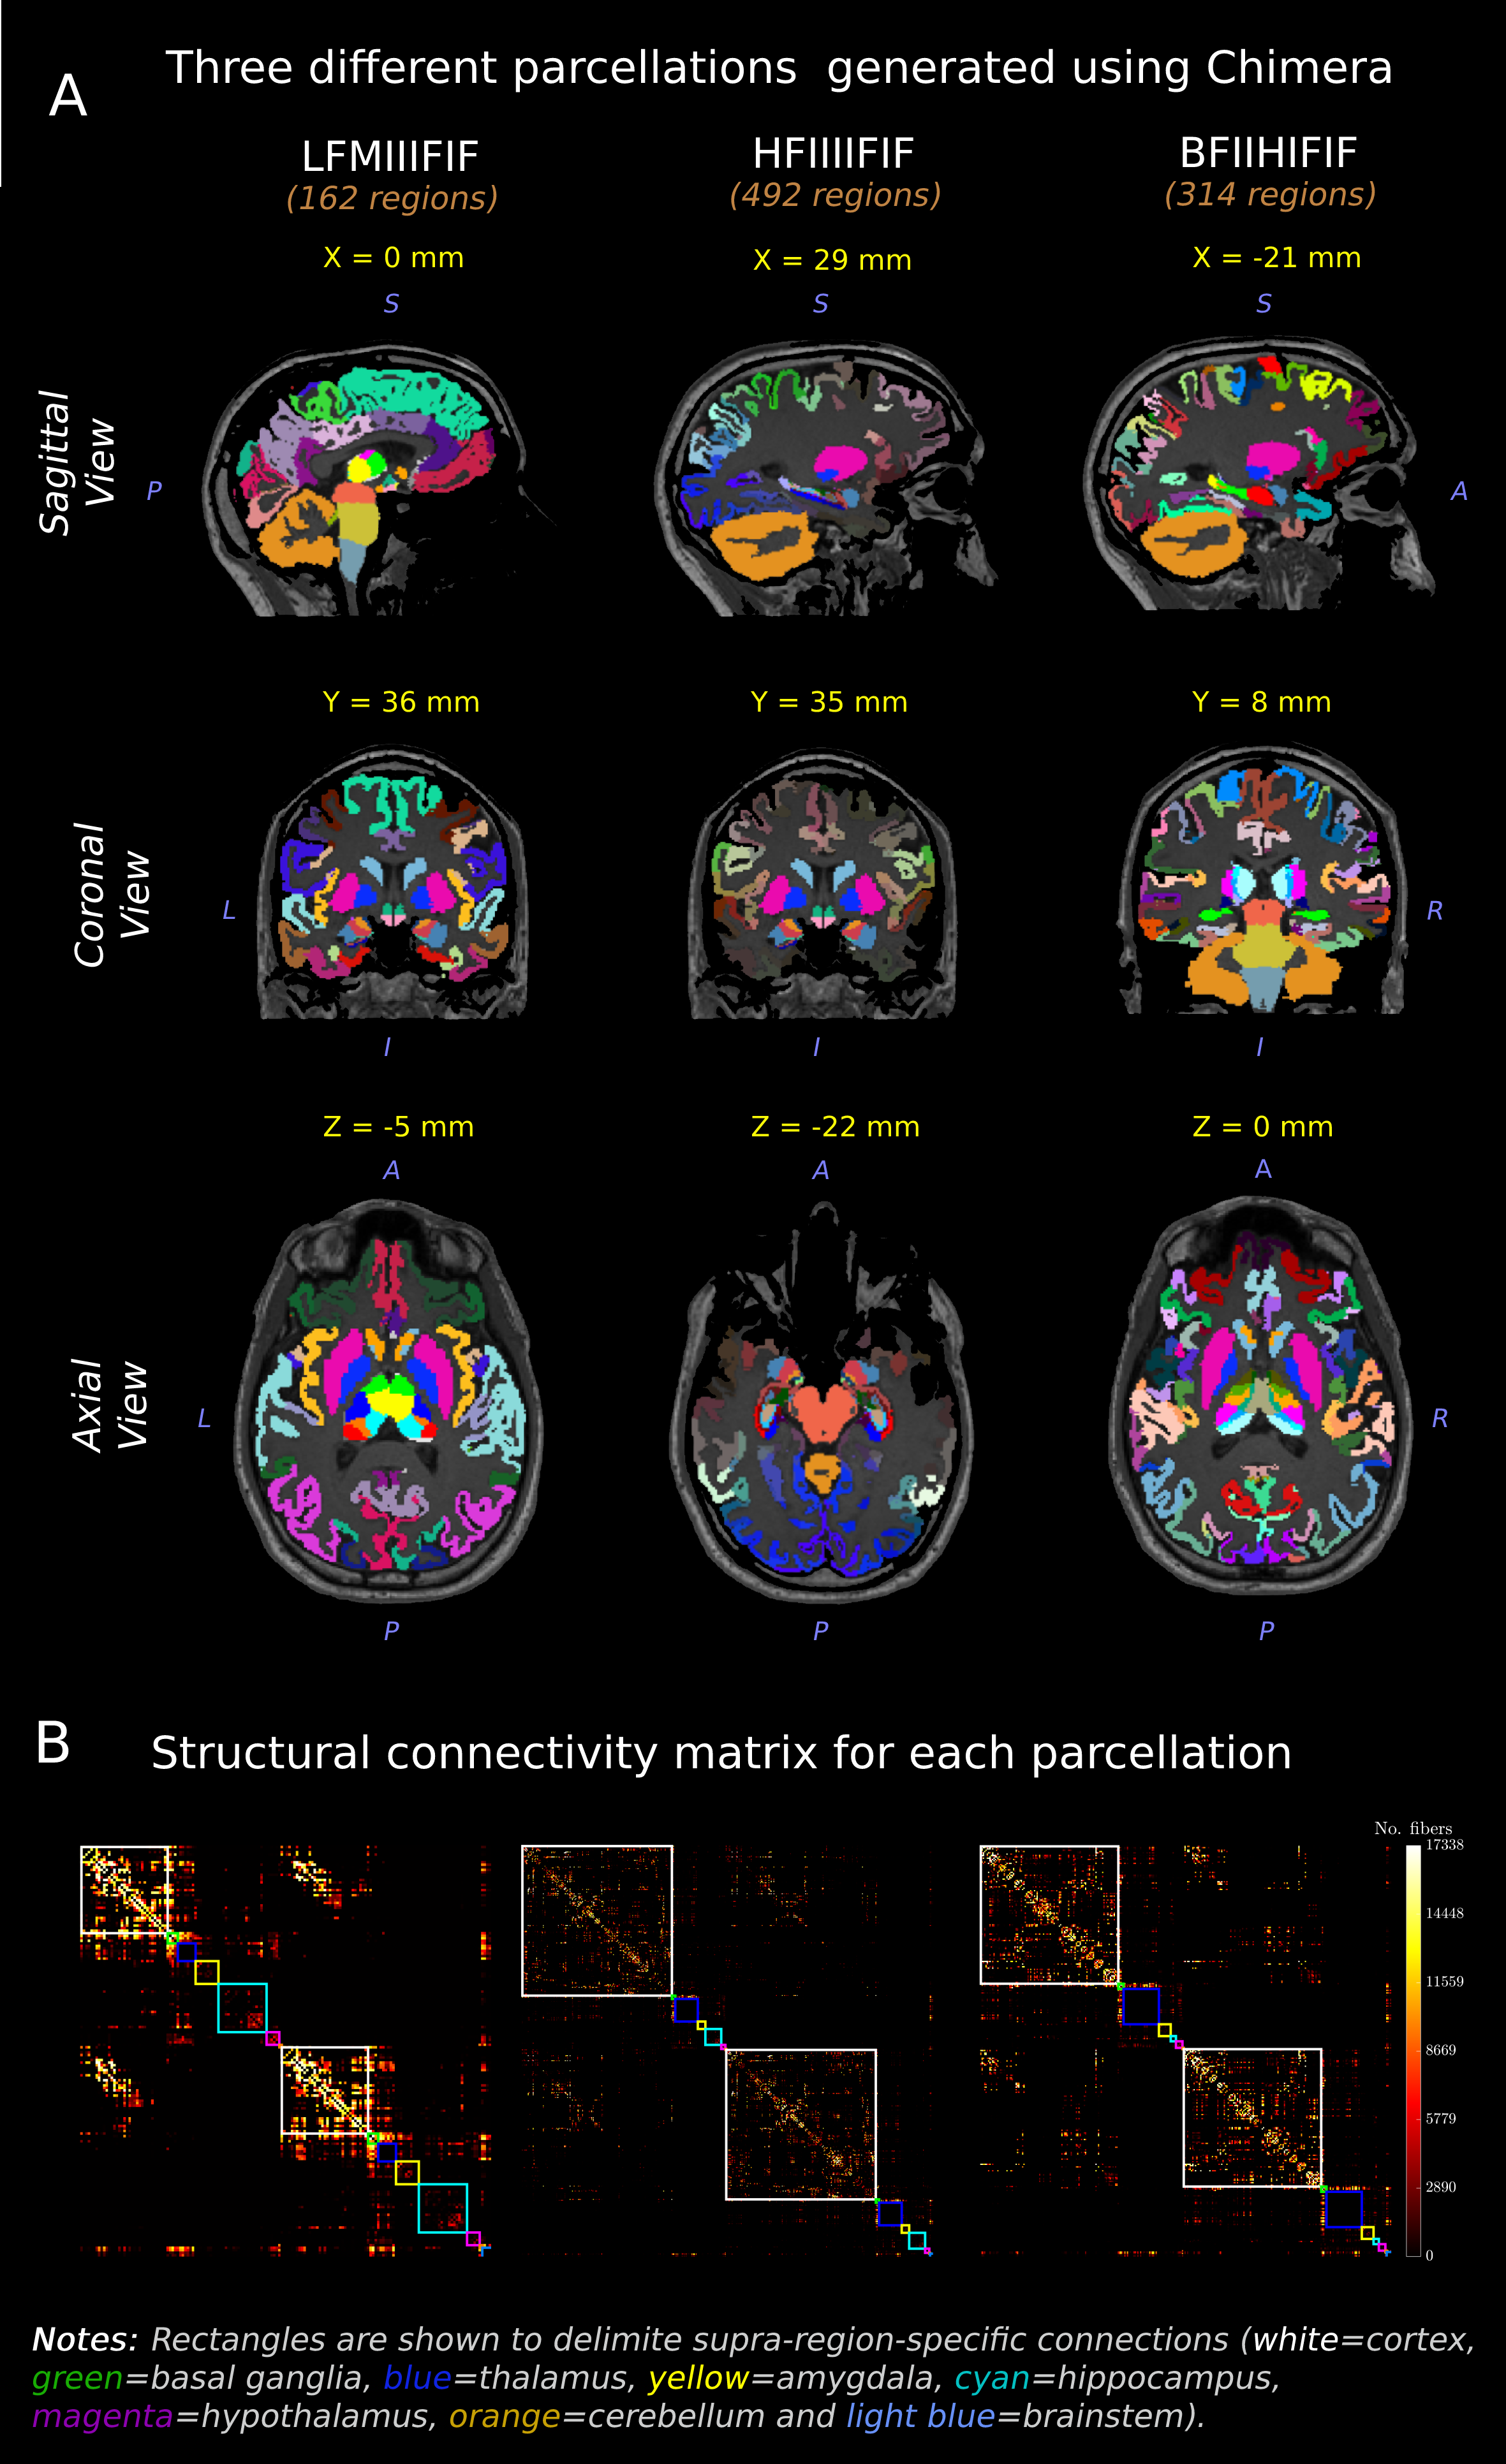 A
Three different parcellations generated using Chimera
LFMIIIFIF
(162 regions)
HFIIIIFIF
(492 regions)
BFIIHIFIF
(314 regions)
X = 0 mm
X = 29 mm
X = -21 mm
S
S
S
Sagittal
View
P
A
Y = 36 mm
Y = 35 mm
Y = 8 mm
Coronal
View
L
R
I
I
I
Z = -5 mm
Z = -22 mm
Z = 0 mm
A
A
A
Axial
View
L
R
P
P
P
B
Structural connectivity matrix for each parcellation
No. fibers
17338
14448
11559
8669
5779
2890
0
Notes: Rectangles are shown to delimite supra-region-specific connections (white=cortex,
green=basal ganglia, blue=thalamus, yellow=amygdala, cyan=hippocampus,
magenta=hypothalamus, orange=cerebellum and light blue=brainstem).